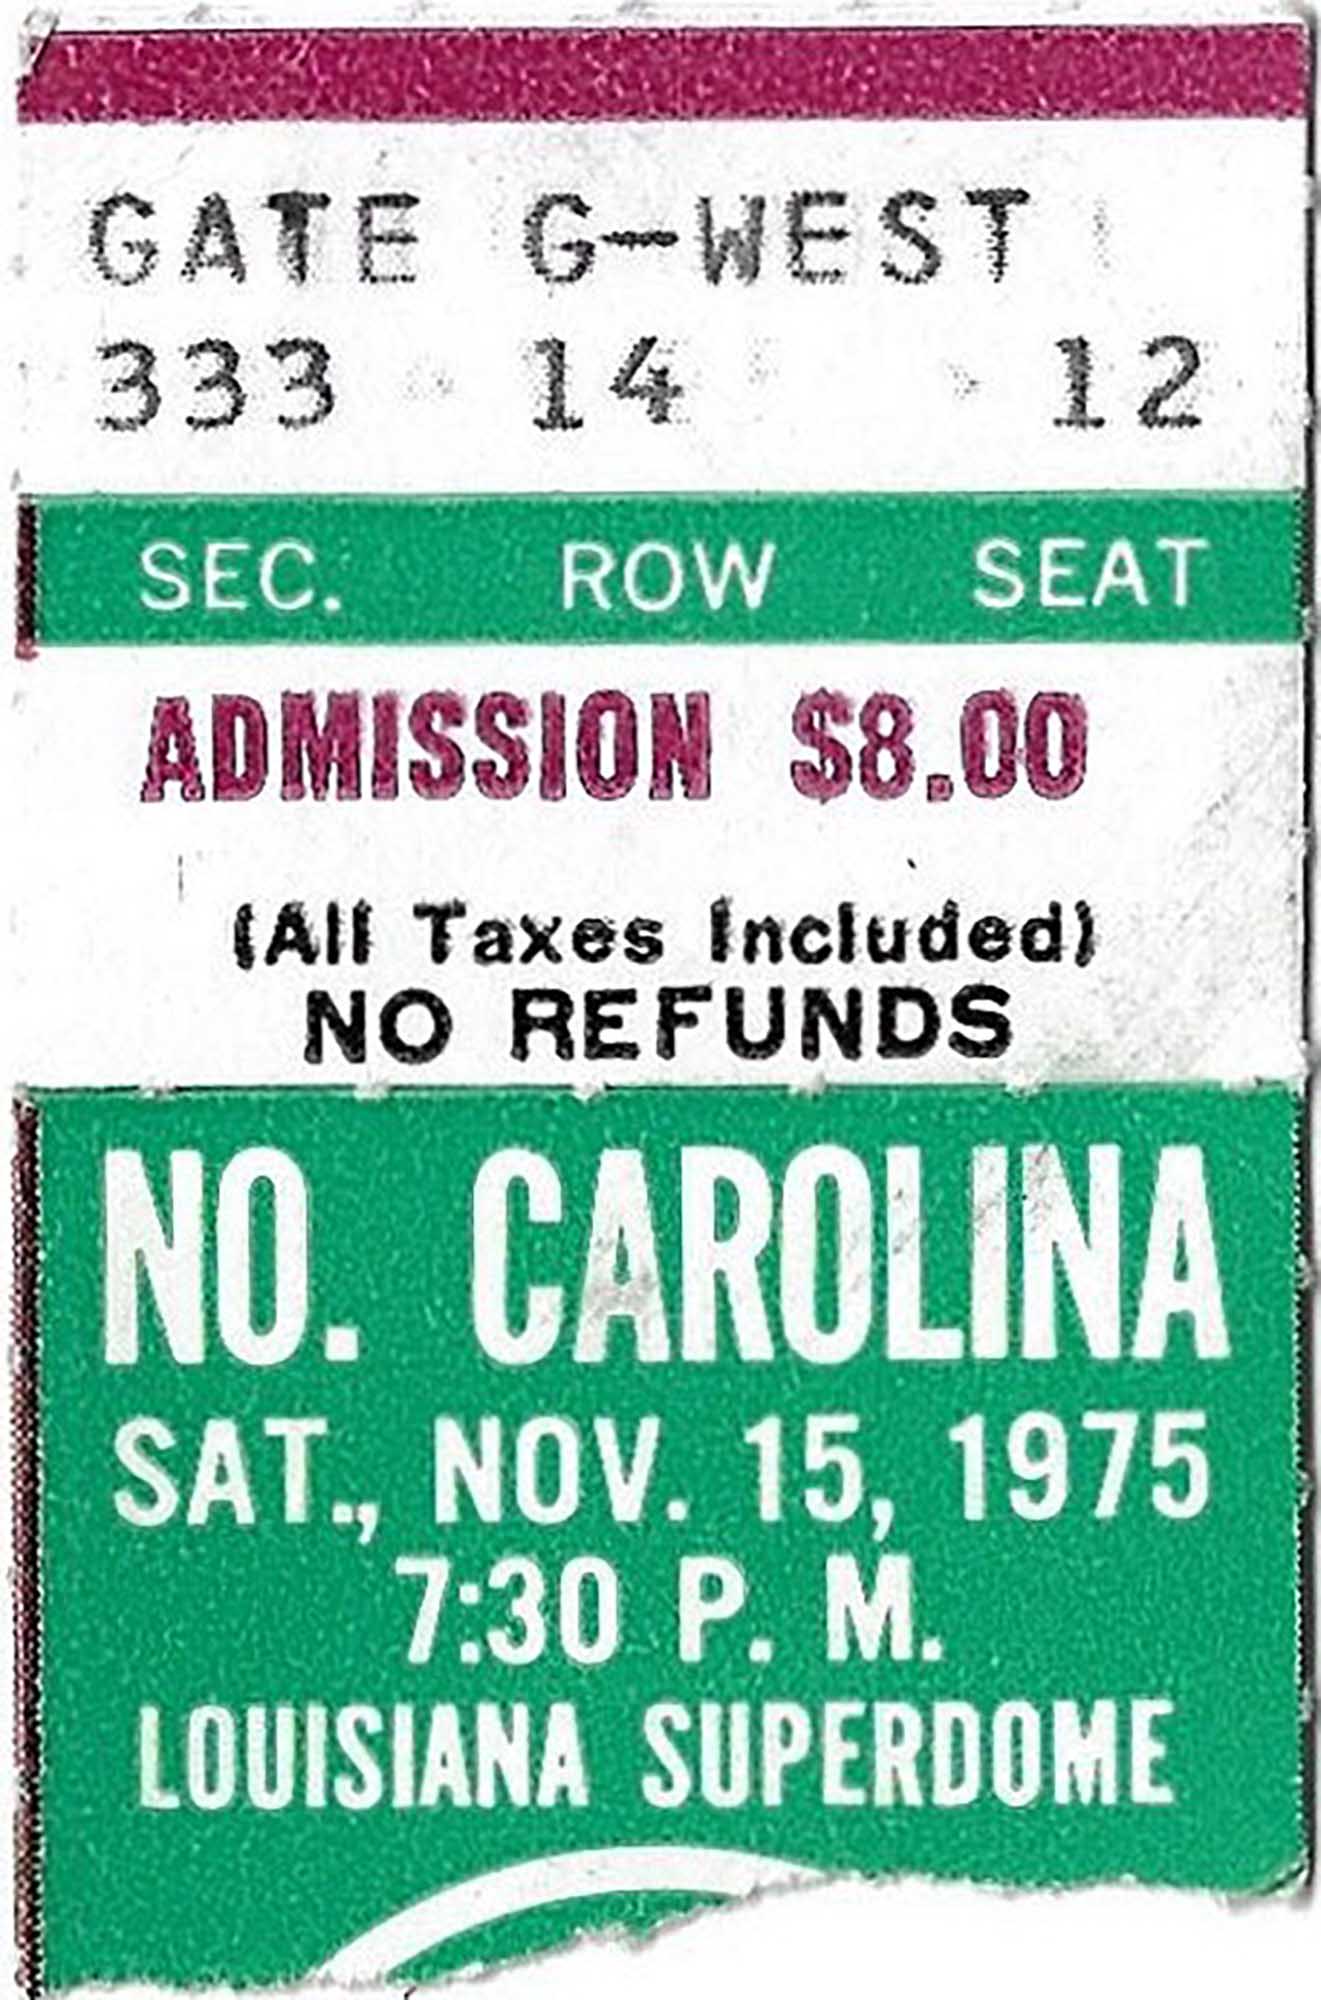 GATE G-WEST
333 14 12
SEC. ROW SEAT
ADMISSION $8.00
(All Taxes Included)
NO REFUNDS
NO. CAROLINA
SAT., NOV. 15, 1975
7:30 P. M.
LOUISIANA SUPERDOME